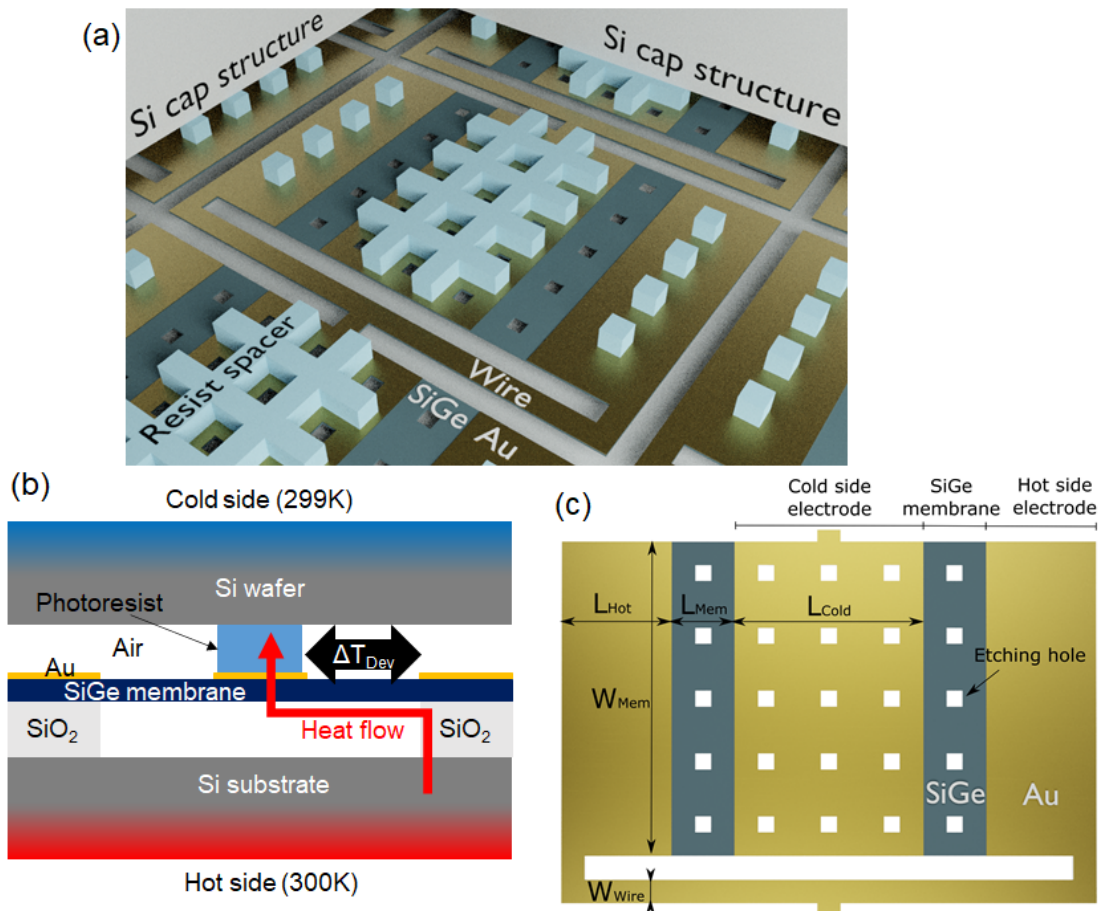 (a)
Si cap structure
Si cap structure
Resist spacer
Wire
SiGe Au
(b)
Cold side (299K)
Si wafer
Photoresist
Air
ΔT_Dev
Au
SiGe membrane
SiO₂
Heat flow
SiO₂
Si substrate
Hot side (300K)
(c)
Cold side
electrode
SiGe
membrane
Hot side
electrode
L_Hot
L_Mem
L_Cold
Etching hole
W_Mem
SiGe
Au
W_Wire